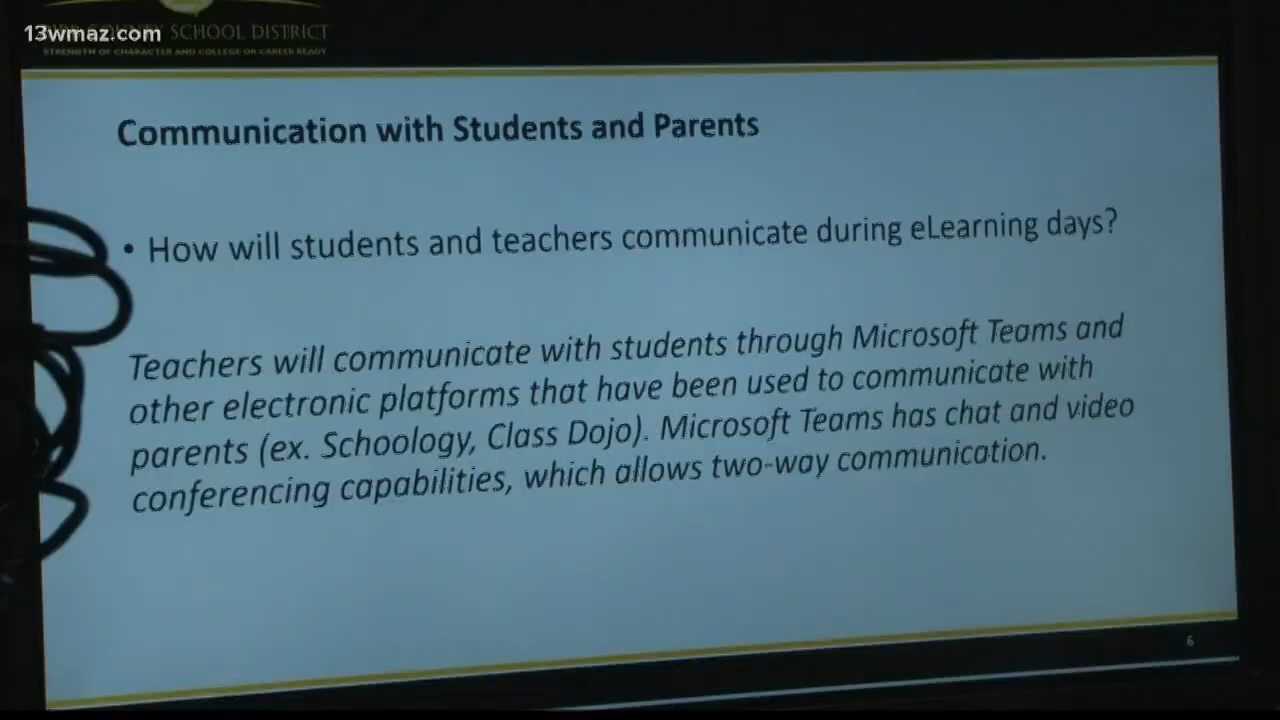 13wmaz.com
COUNTY SCHOOL DISTRICT
STRENGTH OF CHARACTER AND COLLEGE OR CAREER READY
Communication with Students and Parents
• How will students and teachers communicate during eLearning days?
Teachers will communicate with students through Microsoft Teams and
other electronic platforms that have been used to communicate with
parents (ex. Schoology, Class Dojo). Microsoft Teams has chat and video
conferencing capabilities, which allows two-way communication.
6